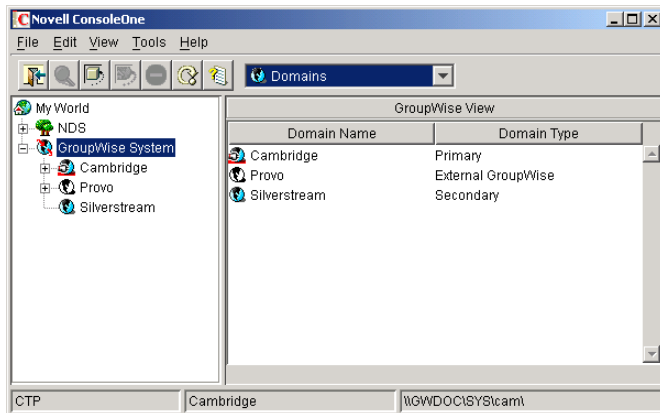 Novell ConsoleOne
File Edit View Tools Help
Domains
My World
NDS
GroupWise System
Cambridge
Provo
Silverstream
GroupWise View
Domain Name Domain Type
Cambridge Primary
Provo External GroupWise
Silverstream Secondary
CTP Cambridge \\GWDOC\SYS\cam\